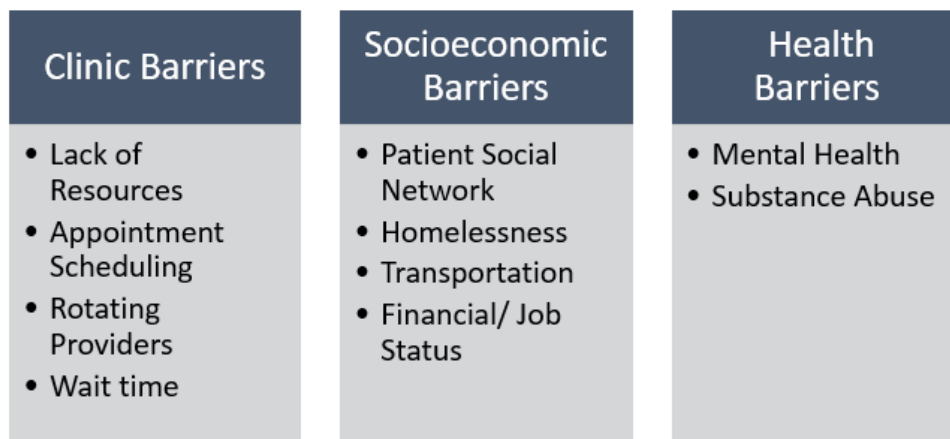 Clinic Barriers
• Lack of
Resources
• Appointment
Scheduling
• Rotating
Providers
• Wait time
Socioeconomic
Barriers
• Patient Social
Network
• Homelessness
• Transportation
• Financial/ Job
Status
Health
Barriers
• Mental Health
• Substance Abuse